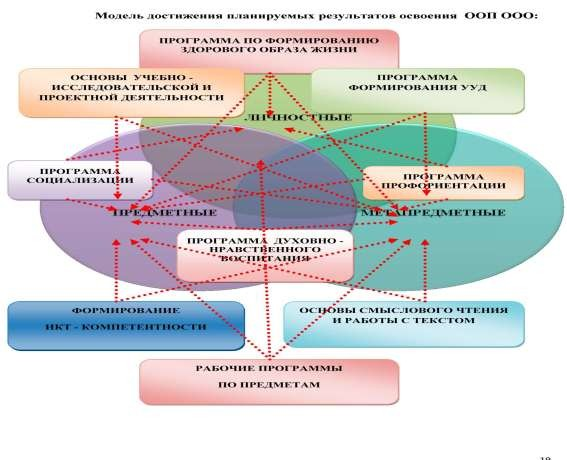 Модель достижения планируемых результатов освоения ООП ООО:
ПРОГРАММА ПО ФОРМИРОВАНИЮ
ЗДОРОВОГО ОБРАЗА ЖИЗНИ
ОСНОВЫ УЧЕБНО -
ИССЛЕДОВАТЕЛЬСКОЙ И
ПРОЕКТНОЙ ДЕЯТЕЛЬНОСТИ
ПРОГРАММА
ФОРМИРОВАНИЯ УУД
ЛИЧНОСТНЫЕ
ПРОГРАММА
СОЦИАЛИЗАЦИИ
ПРОГРАММА
ПРОФОРИЕНТАЦИИ
ПРЕДМЕТНЫЕ
МЕТАПРЕДМЕТНЫЕ
ПРОГРАММА ДУХОВНО -
НРАВСТВЕННОГО
ВОСПИТАНИЯ
ФОРМИРОВАНИЕ
ИКТ - КОМПЕТЕНТНОСТИ
ОСНОВЫ СМЫСЛОВОГО ЧТЕНИЯ
И РАБОТЫ С ТЕКСТОМ
РАБОЧИЕ ПРОГРАММЫ
ПО ПРЕДМЕТАМ